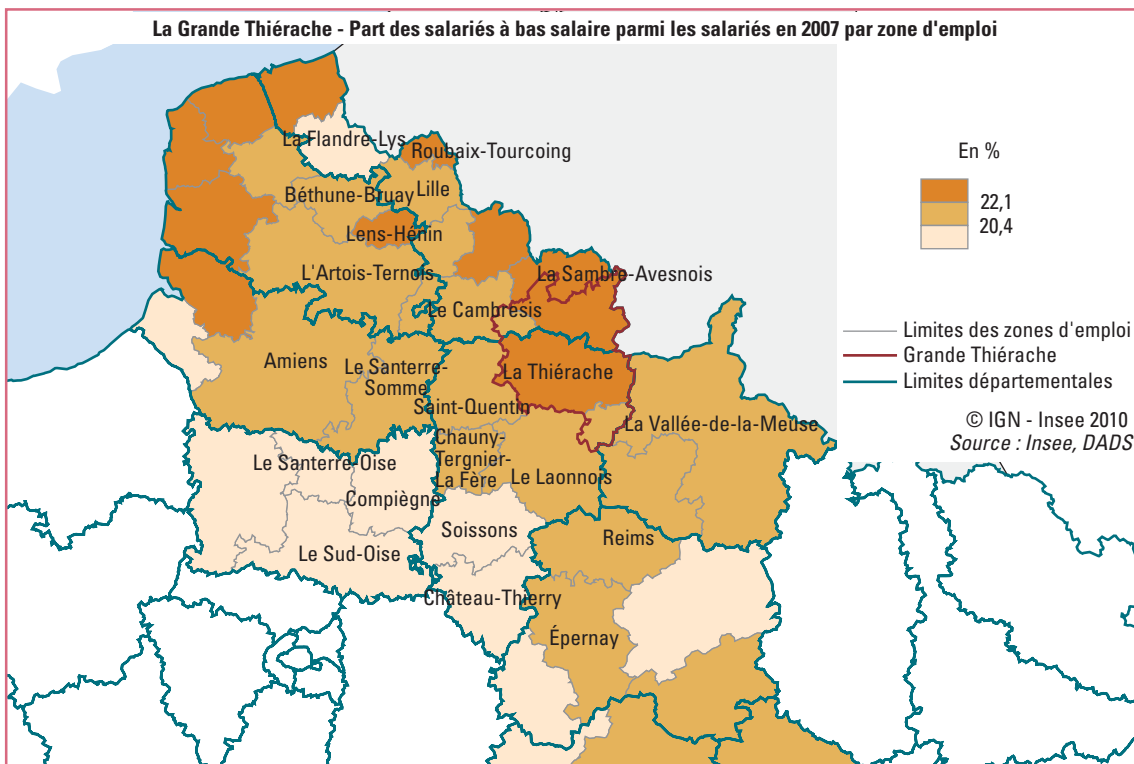 La Grande Thiérache - Part des salariés à bas salaire parmi les salariés en 2007 par zone d'emploi
La Flandre-Lys
Roubaix-Tourcoing
Béthune-Bruay
Lille
Lens-Hénin
L'Artois-Ternois
La Sambre-Avesnois
Le Cambrésis
Amiens
Le Santerre-
Somme
La Thiérache
Saint-Quentin
La Vallée-de-la-Meuse
Chauny-
Tergnier-
La Fère
Le Santerre-Oise
Le Laonnois
Compiègne
Soissons
Reims
Le Sud-Oise
Château-Thierry
Épernay
En %
22,1
20,4
Limites des zones d'emploi
Grande Thiérache
Limites départementales
© IGN - Insee 2010
Source : Insee, DADS